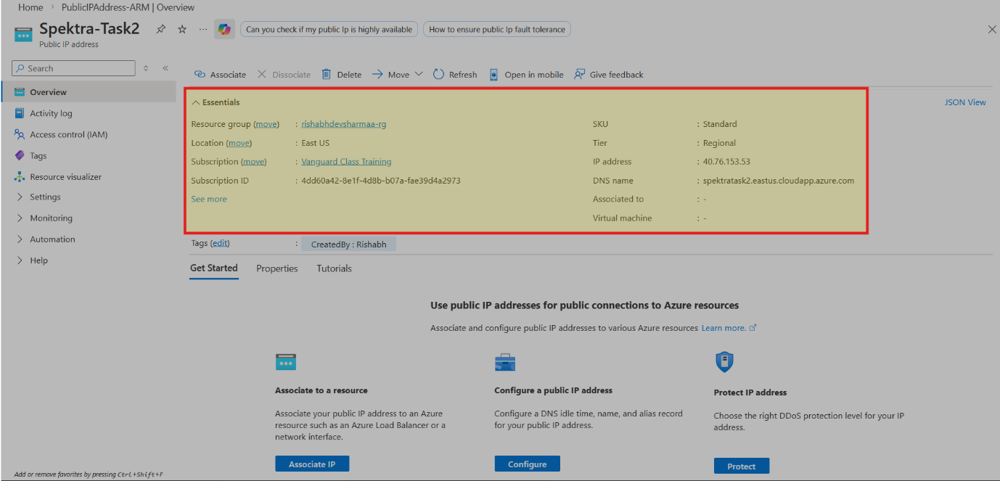 Home > PublicIPAddress-ARM | Overview
Spektra-Task2
Can you check if my public Ip is highly available
How to ensure public Ip fault tolerance
Public IP address
Search
Overview
Activity log
Access control (IAM)
Tags
Resource visualizer
Settings
Monitoring
Automation
Help
Add or remove favorites by pressing Ctrl+Shift+F
Associate Dissociate Delete Move Refresh Open in mobile Give feedback
Essentials
JSON View
Resource group (move) : rishabhdevsharmaa-rg
Location (move) : East US
Subscription (move) : Vanguard Class Training
Subscription ID : 4dd60a42-8e1f-4d8b-b07a-fae39d4a2973
See more
SKU : Standard
Tier : Regional
IP address : 40.76.153.53
DNS name : spektratask2.eastus.cloudapp.azure.com
Associated to : -
Virtual machine : -
Tags (edit) : CreatedBy : Rishabh
Get Started Properties Tutorials
Use public IP addresses for public connections to Azure resources
Associate and configure public IP addresses to various Azure resources Learn more.
Associate to a resource
Associate your public IP address to an Azure
resource such as an Azure Load Balancer or a
network interface.
Associate IP
Configure a public IP address
Configure a DNS idle time, name, and alias record
for your public IP address.
Configure
Protect IP address
Choose the right DDoS protection level for your IP
address.
Protect